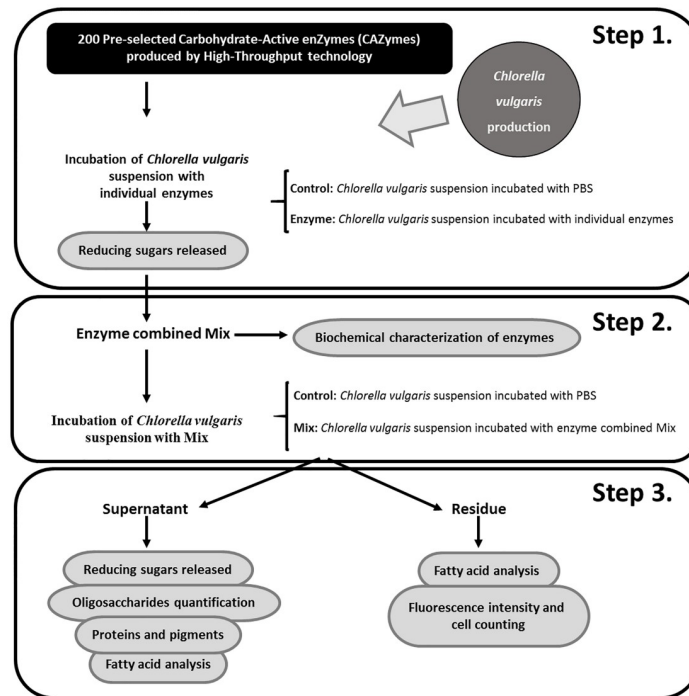 Step 1.
200 Pre-selected Carbohydrate-Active enZymes (CAZymes)
produced by High-Throughput technology
Chlorella
vulgaris
production
Incubation of Chlorella vulgaris
suspension with
individual enzymes
Control: Chlorella vulgaris suspension incubated with PBS
Enzyme: Chlorella vulgaris suspension incubated with individual enzymes
Reducing sugars released
Step 2.
Enzyme combined Mix
Biochemical characterization of enzymes
Incubation of Chlorella vulgaris
suspension with Mix
Control: Chlorella vulgaris suspension incubated with PBS
Mix: Chlorella vulgaris suspension incubated with enzyme combined Mix
Step 3.
Supernatant
Reducing sugars released
Oligosaccharides quantification
Proteins and pigments
Fatty acid analysis
Residue
Fatty acid analysis
Fluorescence intensity and
cell counting